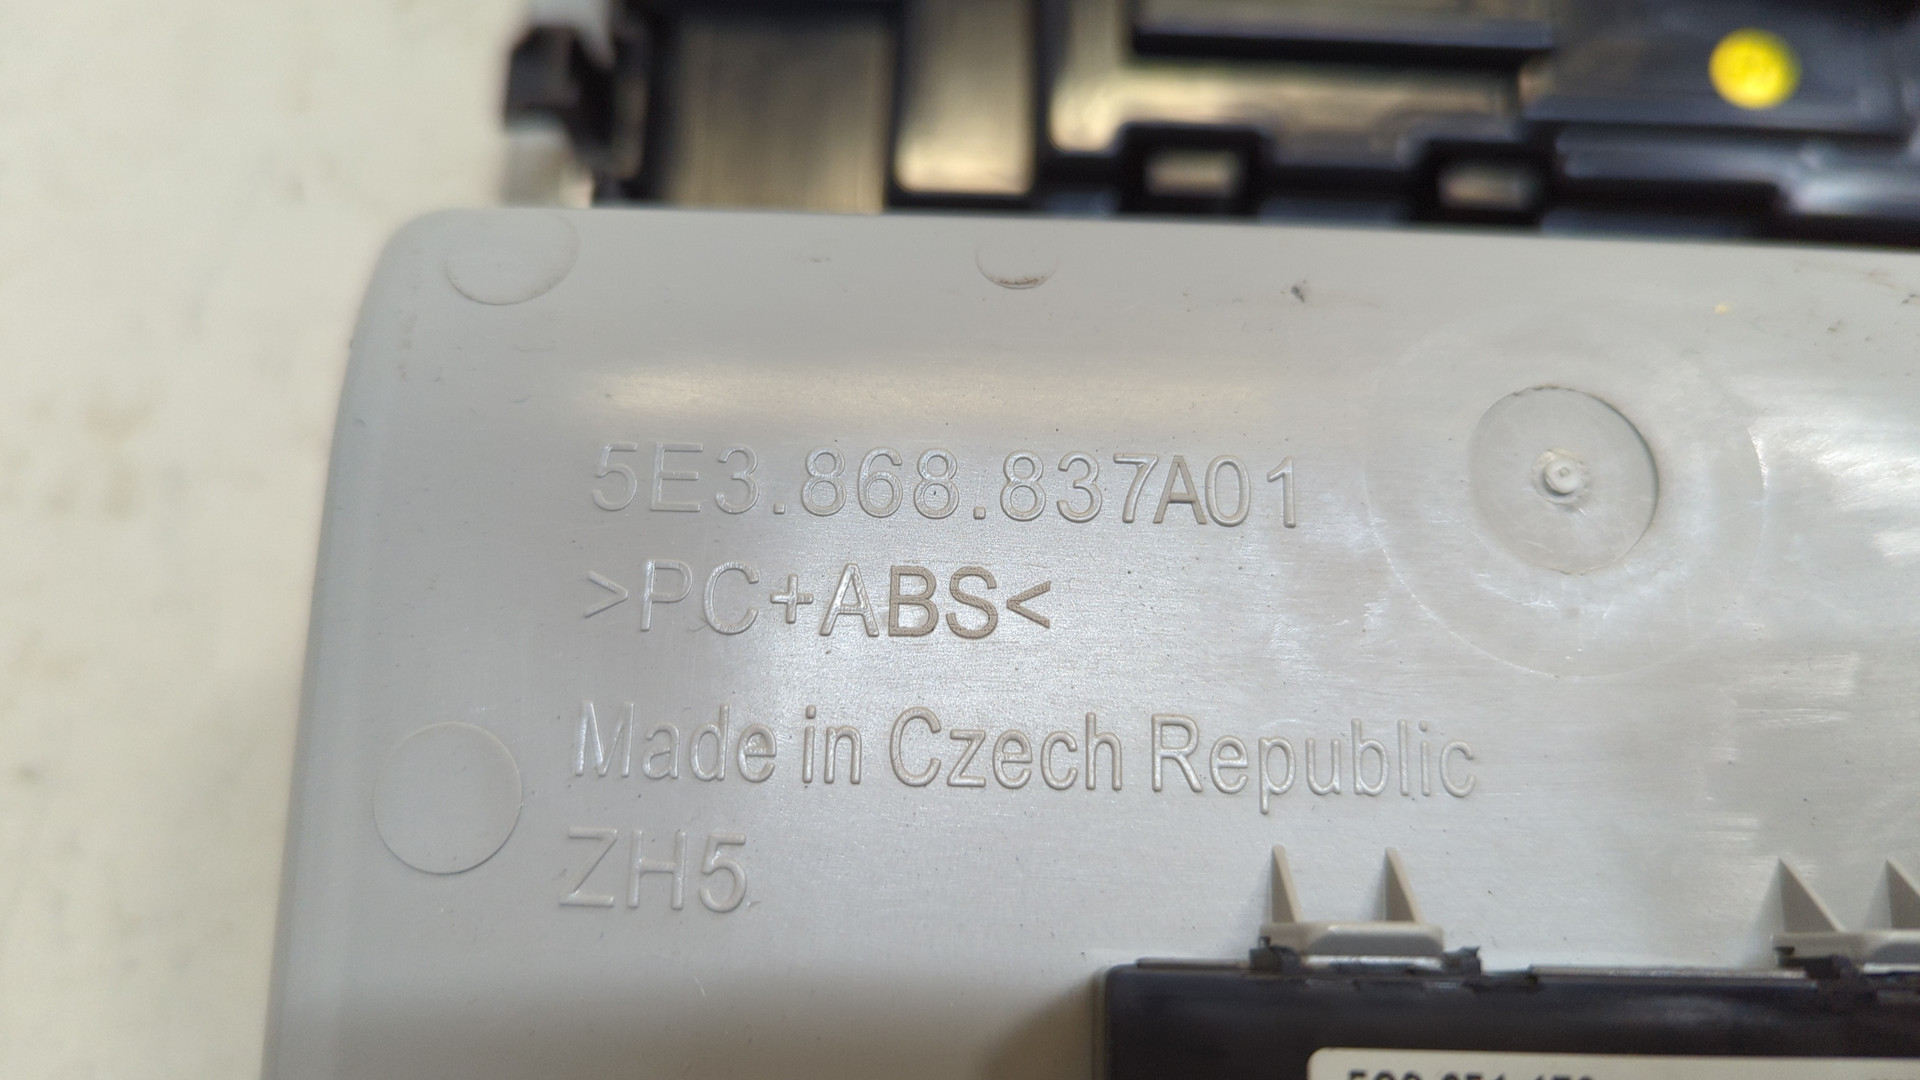 5E3.868.837A01
>PC+ABS<
Made in Czech Republic
ZH5